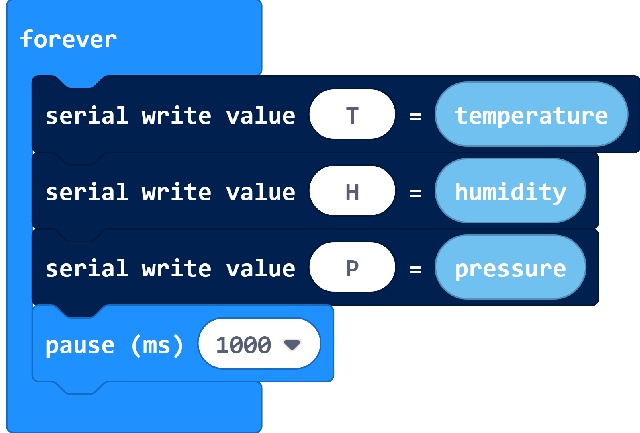 forever
serial write value T = temperature
serial write value H = humidity
serial write value P = pressure
pause (ms) 1000